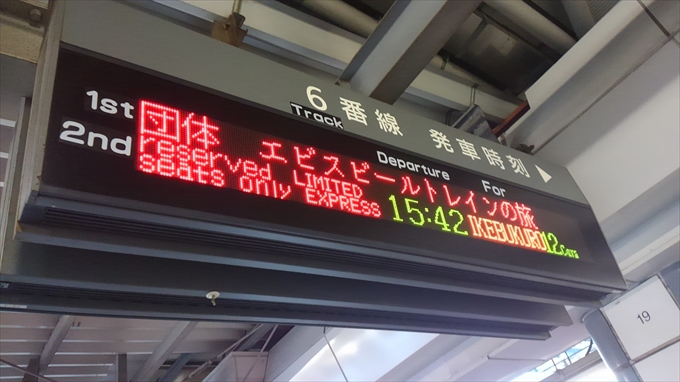 6番線 発車時刻
Track Departure For
1st 団体 エビスビールトレインの旅
2nd reserved seats only LIMITED EXPRESS 15:42 IKEBUKURO 12Cars
19